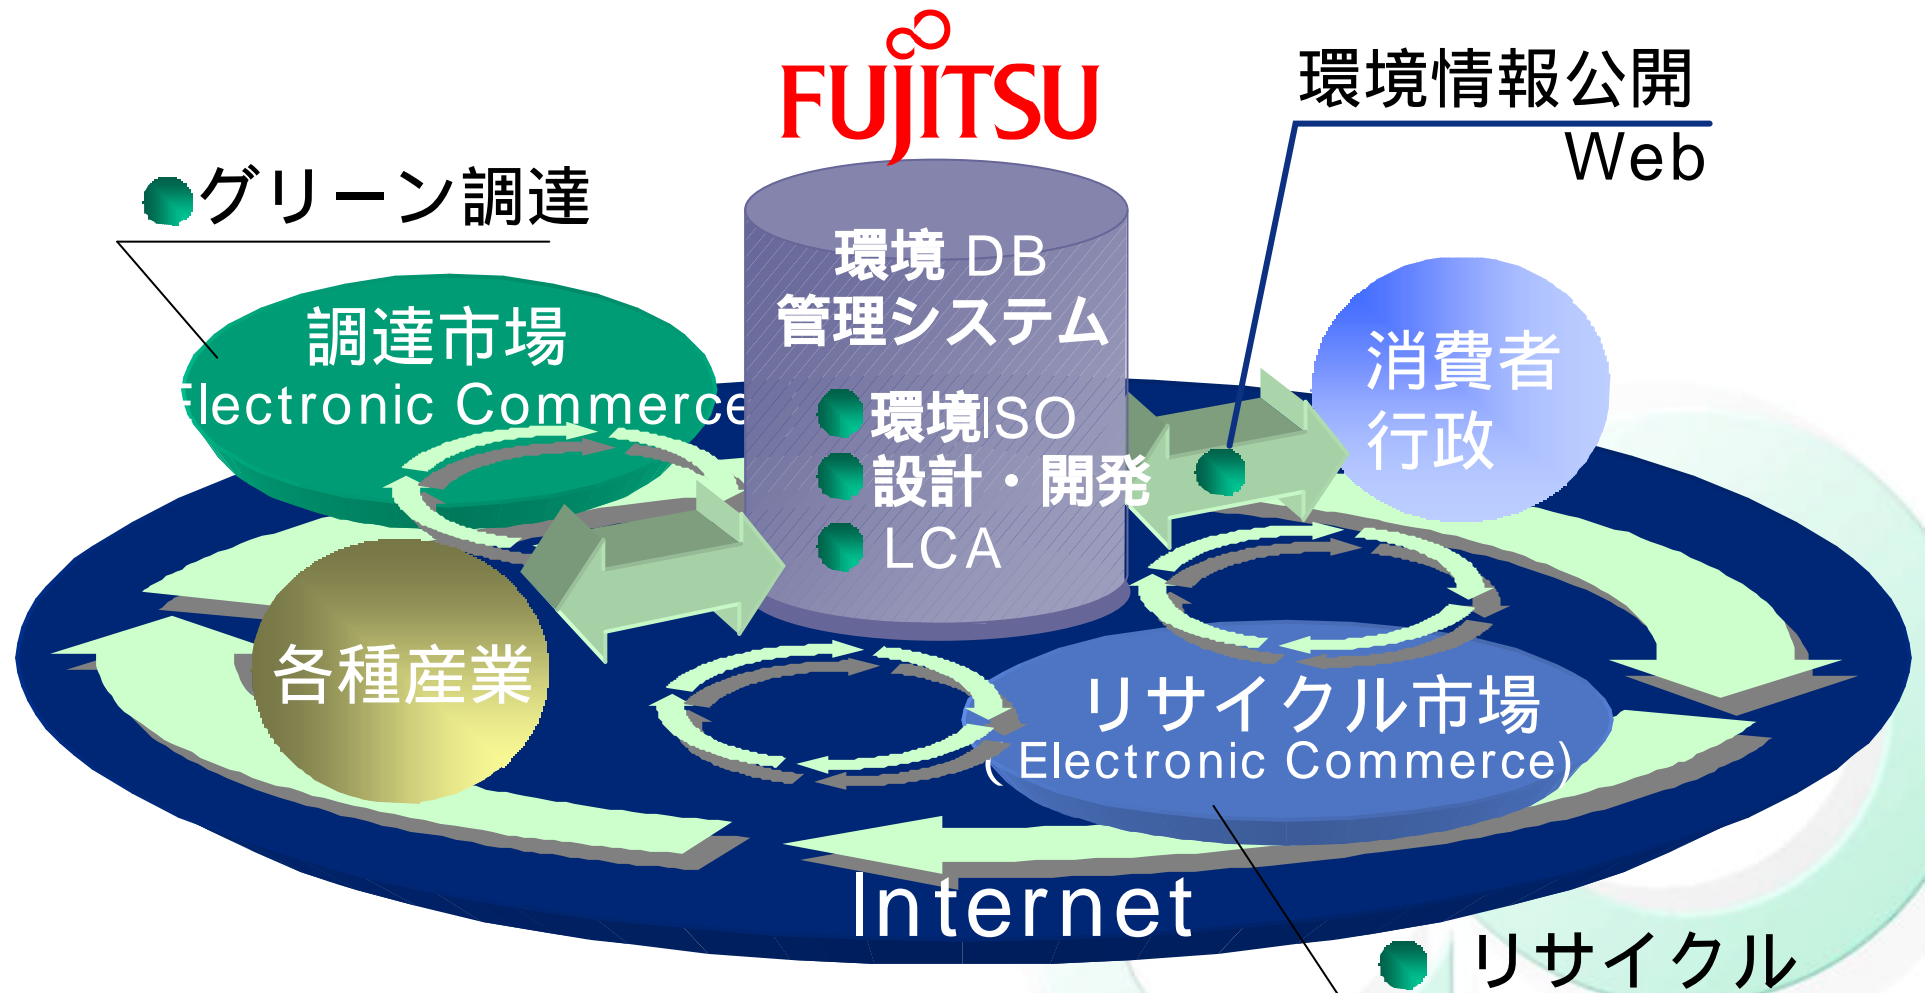 FUJITSU
環境情報公開
Web
グリーン調達
環境 DB
管理システム
環境ISO
設計・開発
LCA
調達市場
Electronic Commerce
消費者
行政
各種産業
リサイクル市場
( Electronic Commerce)
Internet
リサイクル